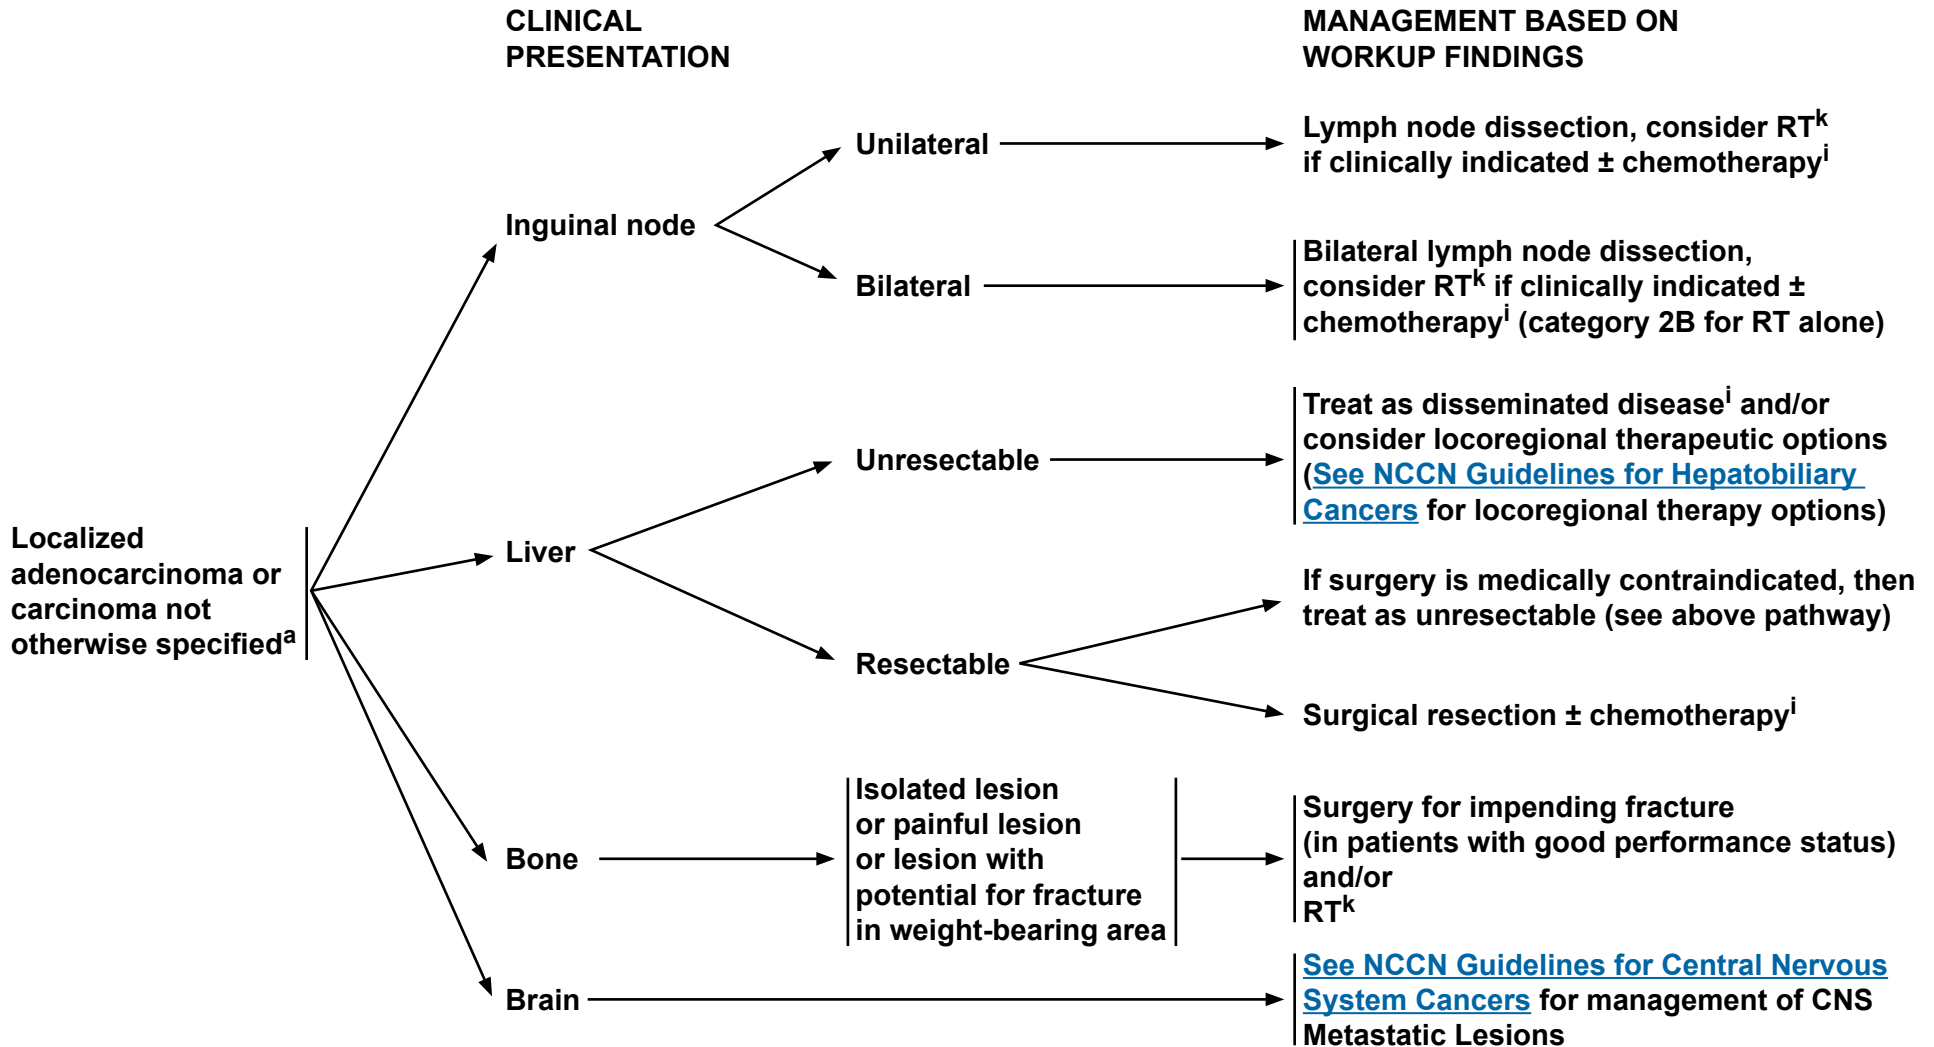 CLINICAL
PRESENTATION
MANAGEMENT BASED ON
WORKUP FINDINGS
Localized
adenocarcinoma or
carcinoma not
otherwise specifiedᵃ
Inguinal node
Unilateral
Lymph node dissection, consider RTᵏ
if clinically indicated ± chemotherapyⁱ
Bilateral
Bilateral lymph node dissection,
consider RTᵏ if clinically indicated ±
chemotherapyⁱ (category 2B for RT alone)
Liver
Unresectable
Treat as disseminated diseaseⁱ and/or
consider locoregional therapeutic options
(See NCCN Guidelines for Hepatobiliary
Cancers for locoregional therapy options)
Resectable
If surgery is medically contraindicated, then
treat as unresectable (see above pathway)
Surgical resection ± chemotherapyⁱ
Bone
Isolated lesion
or painful lesion
or lesion with
potential for fracture
in weight-bearing area
Surgery for impending fracture
(in patients with good performance status)
and/or
RTᵏ
Brain
See NCCN Guidelines for Central Nervous
System Cancers for management of CNS
Metastatic Lesions